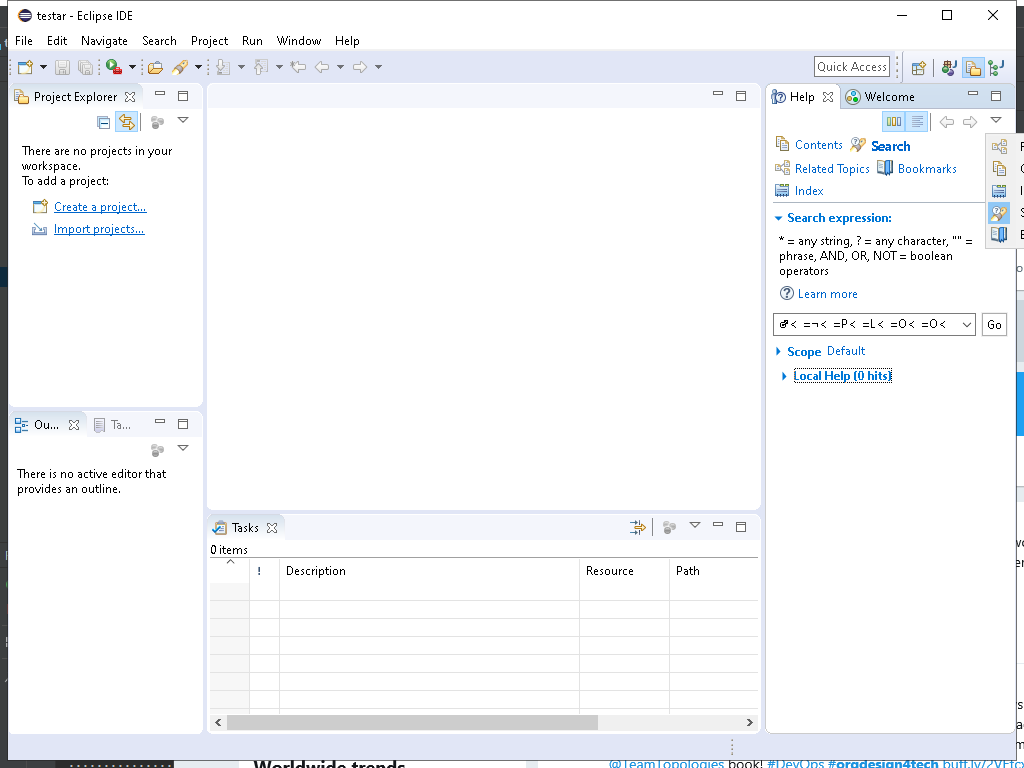 testar - Eclipse IDE
File Edit Navigate Search Project Run Window Help
Quick Access
Project Explorer
There are no projects in your
workspace.
To add a project:
Create a project...
Import projects...
Ou... Ta...
There is no active editor that
provides an outline.
Tasks
0 items
! Description Resource Path
Help Welcome
Contents Search
Related Topics Bookmarks
Index
Search expression:
* = any string, ? = any character, "" =
phrase, AND, OR, NOT = boolean
operators
Learn more
Go
Scope Default
Local Help (0 hits)
Worldwide trends
@TeamTopologies book! #DevOps #orgdesign4tech